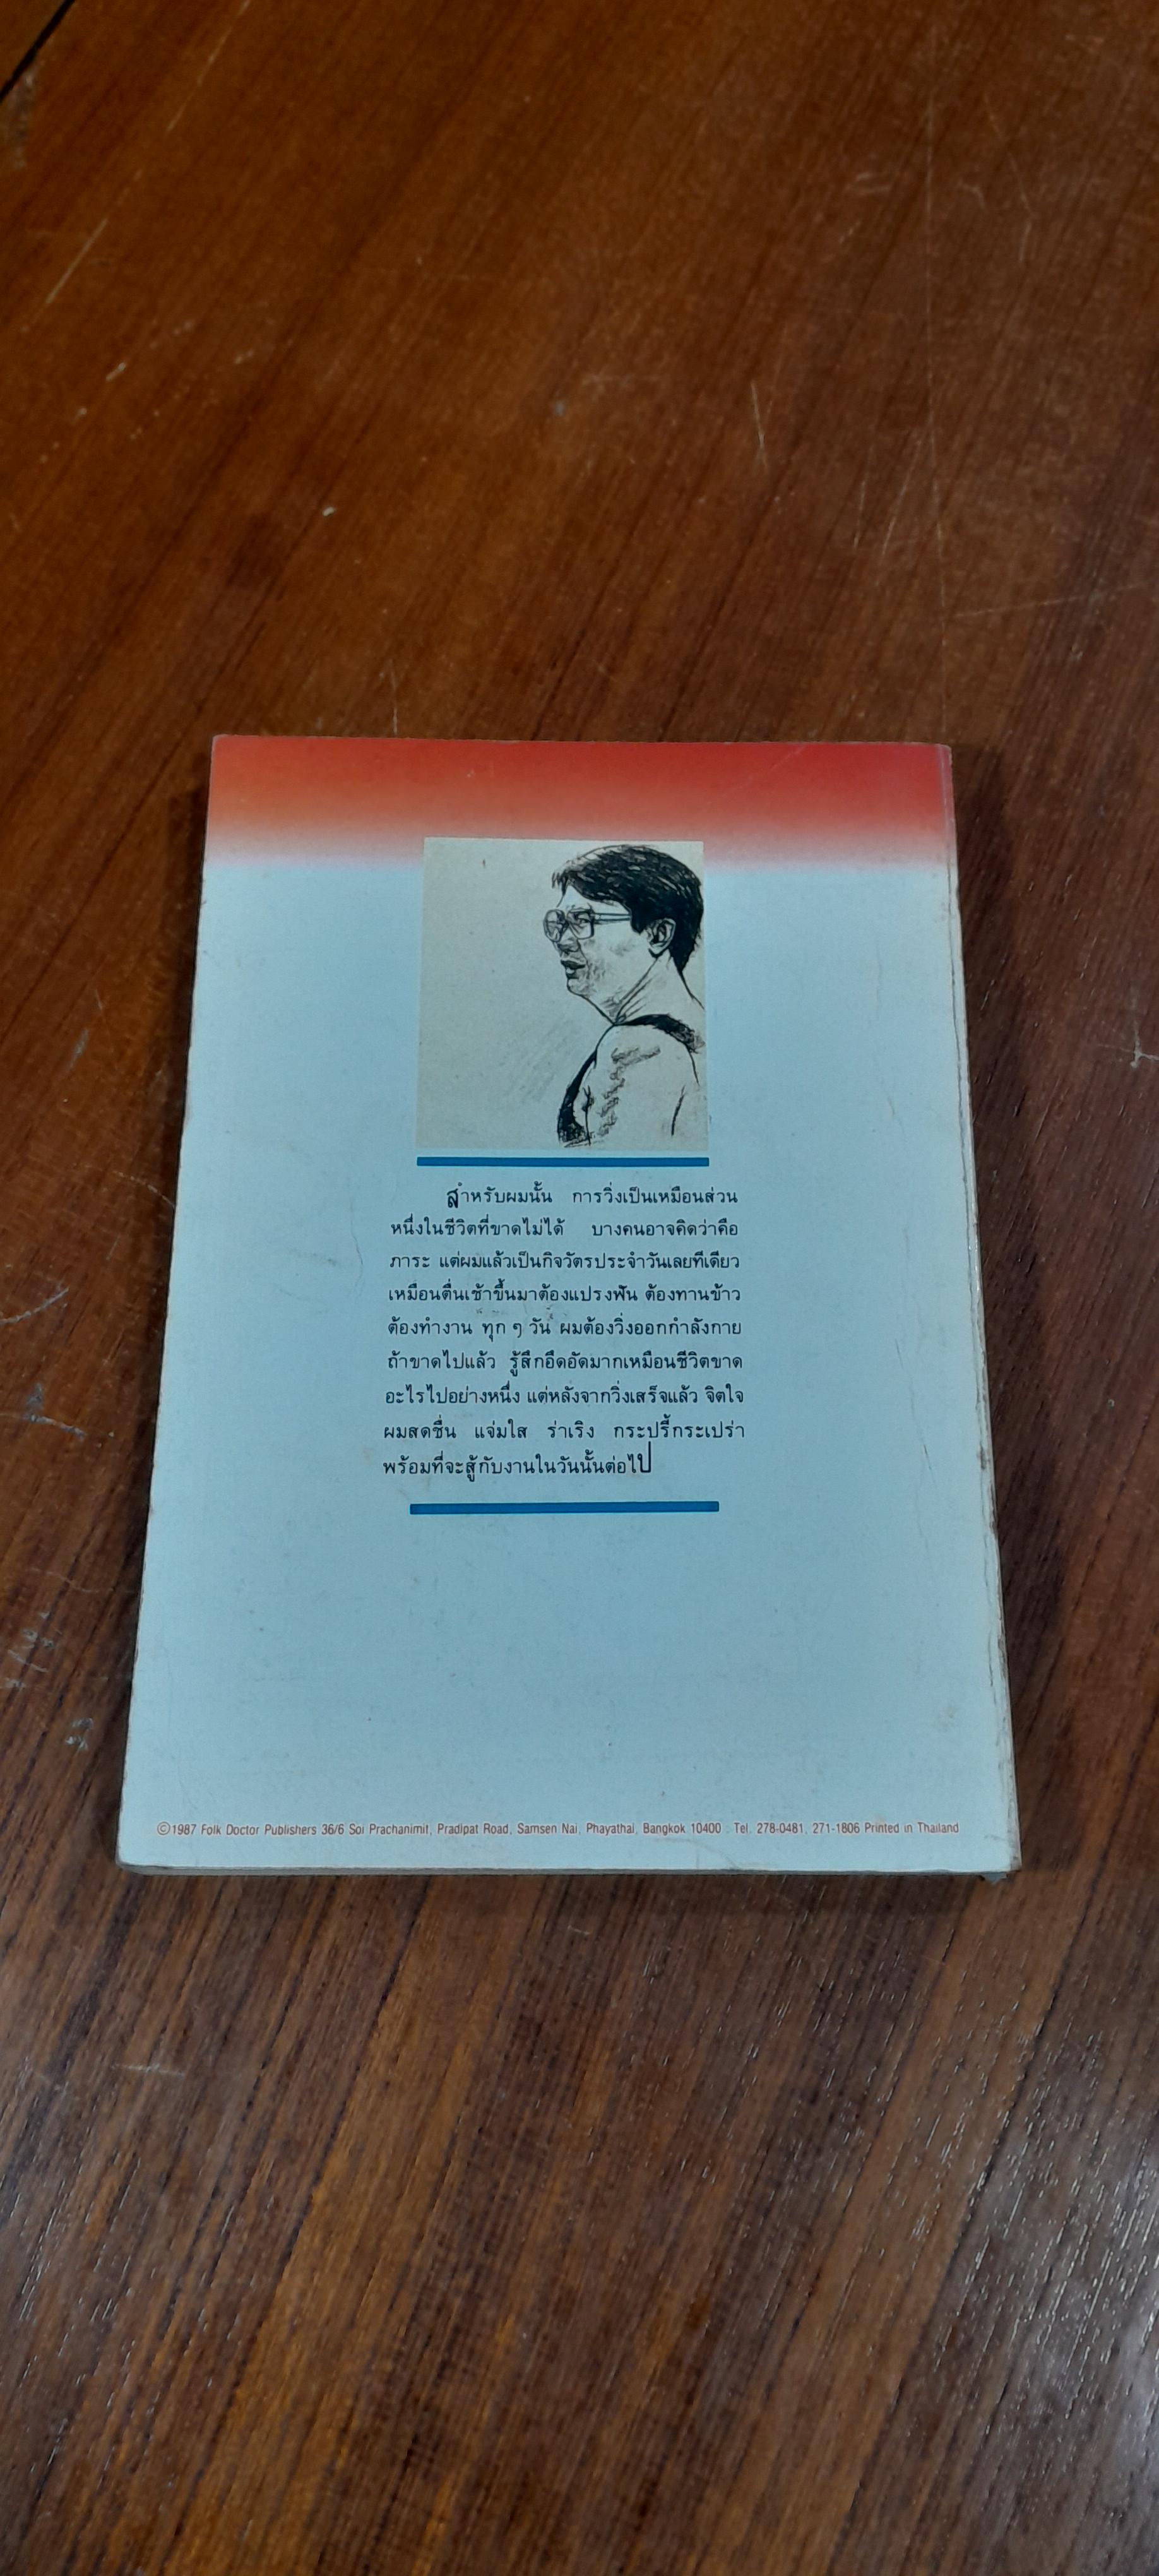 สำหรับผมนั้น การวิ่งเป็นเหมือนส่วน
หนึ่งในชีวิตที่ขาดไม่ได้ บางคนอาจคิดว่าคือ
ภาระ แต่ผมแล้วเป็นกิจวัตรประจำวันเลยทีเดียว
เหมือนตื่นเช้าขึ้นมาต้องแปรงฟัน ต้องทานข้าว
ต้องทำงาน ทุก ๆ วัน ผมต้องวิ่งออกกำลังกาย
ถ้าขาดไปแล้ว รู้สึกอึดอัดมากเหมือนชีวิตขาด
อะไรไปอย่างหนึ่ง แต่หลังจากวิ่งเสร็จแล้ว จิตใจ
ผมสดชื่น แจ่มใส ร่าเริง กระปรี้กระเปร่า
พร้อมที่จะสู้กับงานในวันนั้นต่อไป
©1987 Folk Doctor Publishers 36/6 Soi Prachanimit, Pradipat Road, Samsen Nai, Phayathai, Bangkok 10400 . Tel. 278-0481, 271-1806 Printed in Thailand